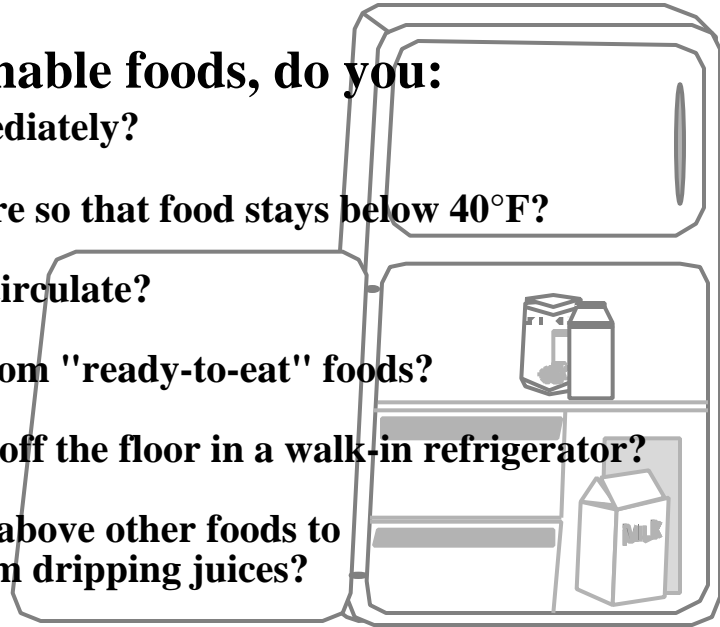 nable foods, do you:
ediately?
re so that food stays below 40°F?
irculate?
om "ready-to-eat" foods?
off the floor in a walk-in refrigerator?
above other foods to
m dripping juices?
MILK